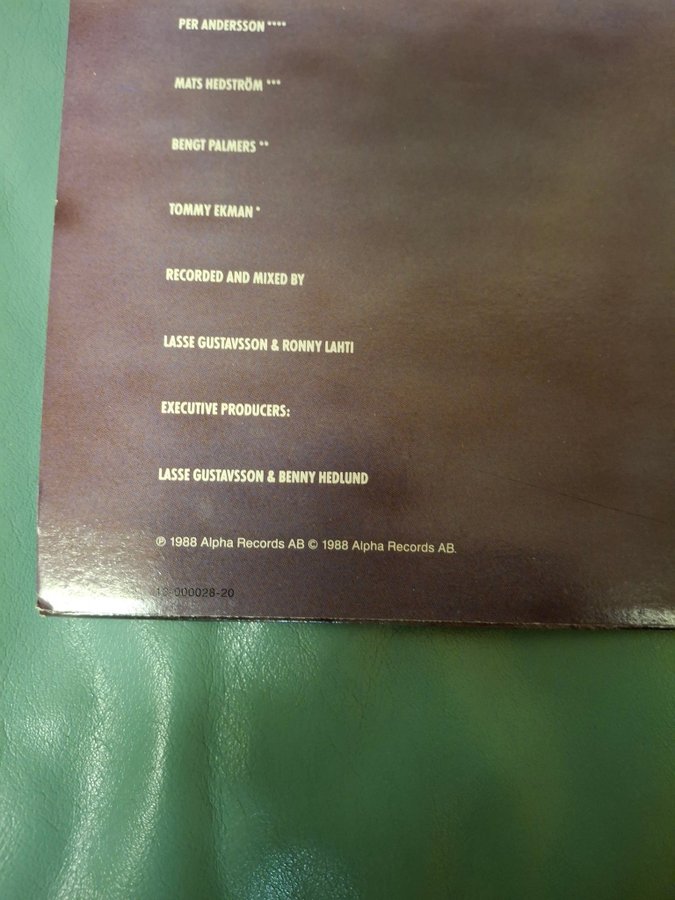 PER ANDERSSON ****
MATS HEDSTRÖM ***
BENGT PALMERS **
TOMMY EKMAN *
RECORDED AND MIXED BY
LASSE GUSTAVSSON & RONNY LAHTI
EXECUTIVE PRODUCERS:
LASSE GUSTAVSSON & BENNY HEDLUND
℗ 1988 Alpha Records AB © 1988 Alpha Records AB.